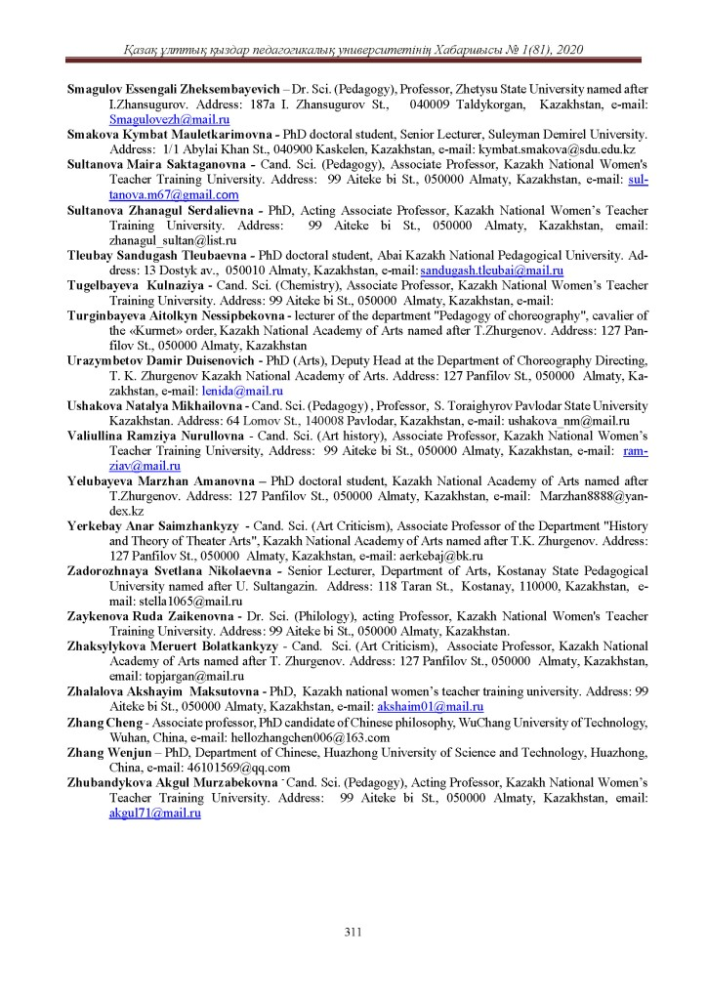 Қазақ ұлттық қыздар педагогикалық университетінің Хабаршысы № 1(81), 2020
Smagulov Essengali Zheksembayevich – Dr. Sci. (Pedagogy), Professor, Zhetysu State University named after
I.Zhansugurov. Address: 187a I. Zhansugurov St., 040009 Taldykorgan, Kazakhstan, e-mail:
Smagulovezh@mail.ru
Smakova Kymbat Mauletkarimovna - PhD doctoral student, Senior Lecturer, Suleyman Demirel University.
Address: 1/1 Abylai Khan St., 040900 Kaskelen, Kazakhstan, e-mail: kymbat.smakova@sdu.edu.kz
Sultanova Maira Saktaganovna - Cand. Sci. (Pedagogy), Associate Professor, Kazakh National Women's
Teacher Training University. Address: 99 Aiteke bi St., 050000 Almaty, Kazakhstan, e-mail: sul-
tanova.m67@gmail.com
Sultanova Zhanagul Serdalievna - PhD, Acting Associate Professor, Kazakh National Women’s Teacher
Training University. Address: 99 Aiteke bi St., 050000 Almaty, Kazakhstan, email:
zhanagul_sultan@list.ru
Tleubay Sandugash Tleubaevna - PhD doctoral student, Abai Kazakh National Pedagogical University. Ad-
dress: 13 Dostyk av., 050010 Almaty, Kazakhstan, e-mail: sandugash.tleubai@mail.ru
Tugelbayeva Kulnaziya - Cand. Sci. (Chemistry), Associate Professor, Kazakh National Women’s Teacher
Training University. Address: 99 Aiteke bi St., 050000 Almaty, Kazakhstan, e-mail:
Turginbayeva Aitolkyn Nessipbekovna - lecturer of the department "Pedagogy of choreography", cavalier of
the «Kurmet» order, Kazakh National Academy of Arts named after T.Zhurgenov. Address: 127 Pan-
filov St., 050000 Almaty, Kazakhstan
Urazymbetov Damir Duisenovich - PhD (Arts), Deputy Head at the Department of Choreography Directing,
T. K. Zhurgenov Kazakh National Academy of Arts. Address: 127 Panfilov St., 050000 Almaty, Ka-
zakhstan, e-mail: lenida@mail.ru
Ushakova Natalya Mikhailovna - Cand. Sci. (Pedagogy) , Professor, S. Toraighyrov Pavlodar State University
Kazakhstan. Address: 64 Lomov St., 140008 Pavlodar, Kazakhstan, e-mail: ushakova_nm@mail.ru
Valiullina Ramziya Nurullovna - Cand. Sci. (Art history), Associate Professor, Kazakh National Women’s
Teacher Training University, Address: 99 Aiteke bi St., 050000 Almaty, Kazakhstan, e-mail: ram-
ziav@mail.ru
Yelubayeva Marzhan Amanovna – PhD doctoral student, Kazakh National Academy of Arts named after
T.Zhurgenov. Address: 127 Panfilov St., 050000 Almaty, Kazakhstan, e-mail: Marzhan8888@yan-
dex.kz
Yerkebay Anar Saimzhankyzy - Cand. Sci. (Art Criticism), Associate Professor of the Department "History
and Theory of Theater Arts", Kazakh National Academy of Arts named after T.K. Zhurgenov. Address:
127 Panfilov St., 050000 Almaty, Kazakhstan, e-mail: aerkebaj@bk.ru
Zadorozhnaya Svetlana Nikolaevna - Senior Lecturer, Department of Arts, Kostanay State Pedagogical
University named after U. Sultangazin. Address: 118 Taran St., Kostanay, 110000, Kazakhstan, e-
mail: stella1065@mail.ru
Zaykenova Ruda Zaikenovna - Dr. Sci. (Philology), acting Professor, Kazakh National Women's Teacher
Training University. Address: 99 Aiteke bi St., 050000 Almaty, Kazakhstan.
Zhaksylykova Meruert Bolatkankyzy - Cand. Sci. (Art Criticism), Associate Professor, Kazakh National
Academy of Arts named after T. Zhurgenov. Address: 127 Panfilov St., 050000 Almaty, Kazakhstan,
email: topjargan@mail.ru
Zhalalova Akshayim Maksutovna - PhD, Kazakh national women’s teacher training university. Address: 99
Aiteke bi St., 050000 Almaty, Kazakhstan, e-mail: akshaim01@mail.ru
Zhang Cheng - Associate professor, PhD candidate of Chinese philosophy, WuChang University of Technology,
Wuhan, China, e-mail: hellozhangchen006@163.com
Zhang Wenjun – PhD, Department of Chinese, Huazhong University of Science and Technology, Huazhong,
China, e-mail: 46101569@qq.com
Zhubandykova Akgul Murzabekovna - Cand. Sci. (Pedagogy), Acting Professor, Kazakh National Women’s
Teacher Training University. Address: 99 Aiteke bi St., 050000 Almaty, Kazakhstan, email:
akgul71@mail.ru
311